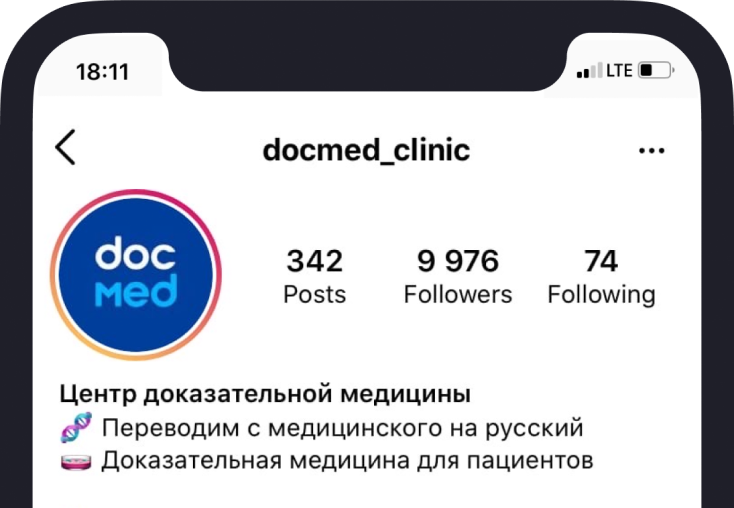 18:11 LTE
docmed_clinic
doc
med
342 9 976 74
Posts Followers Following
Центр доказательной медицины
🧬 Переводим с медицинского на русский
🧫 Доказательная медицина для пациентов